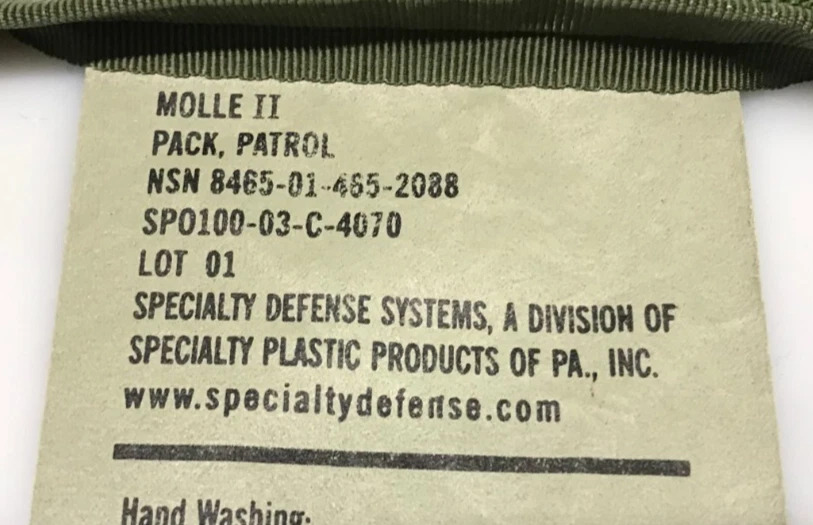 MOLLE II
PACK, PATROL
NSN 8465-01-465-2088
SPO100-03-C-4070
LOT 01
SPECIALTY DEFENSE SYSTEMS, A DIVISION OF
SPECIALTY PLASTIC PRODUCTS OF PA., INC.
www.specialtydefense.com
Hand Washing: